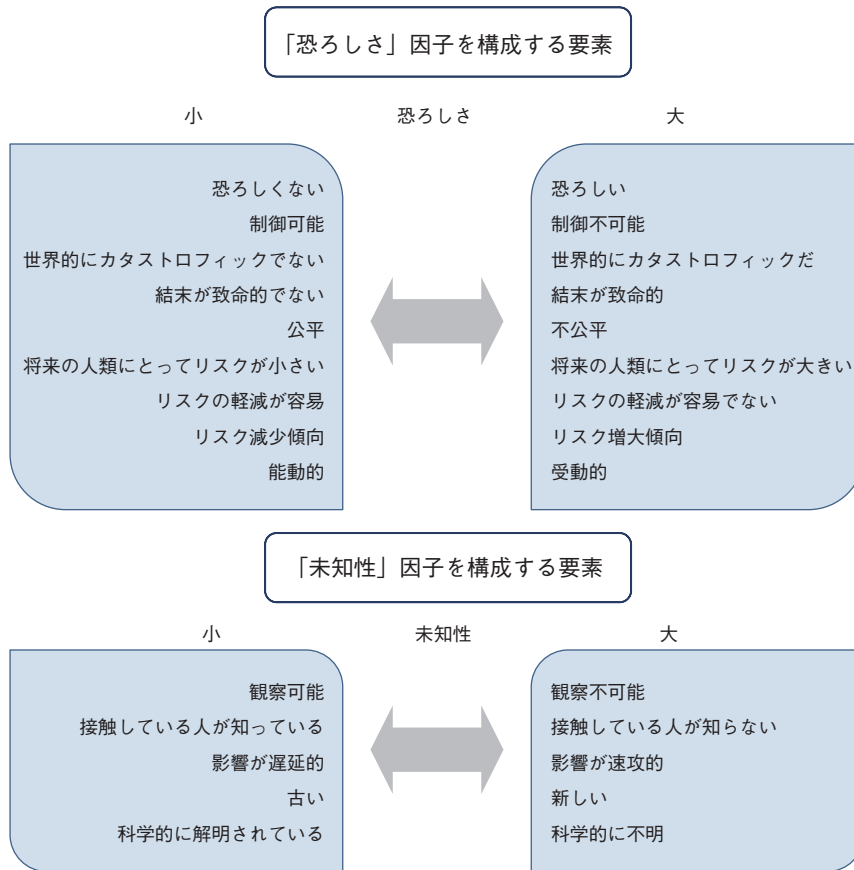 「恐ろしさ」因子を構成する要素
小 恐ろしさ 大
恐ろしくない
制御可能
世界的にカタストロフィックでない
結末が致命的でない
公平
将来の人類にとってリスクが小さい
リスクの軽減が容易
リスク減少傾向
能動的
恐ろしい
制御不可能
世界的にカタストロフィックだ
結末が致命的
不公平
将来の人類にとってリスクが大きい
リスクの軽減が容易でない
リスク増大傾向
受動的
「未知性」因子を構成する要素
小 未知性 大
観察可能
接触している人が知っている
影響が遅延的
古い
科学的に解明されている
観察不可能
接触している人が知らない
影響が速攻的
新しい
科学的に不明